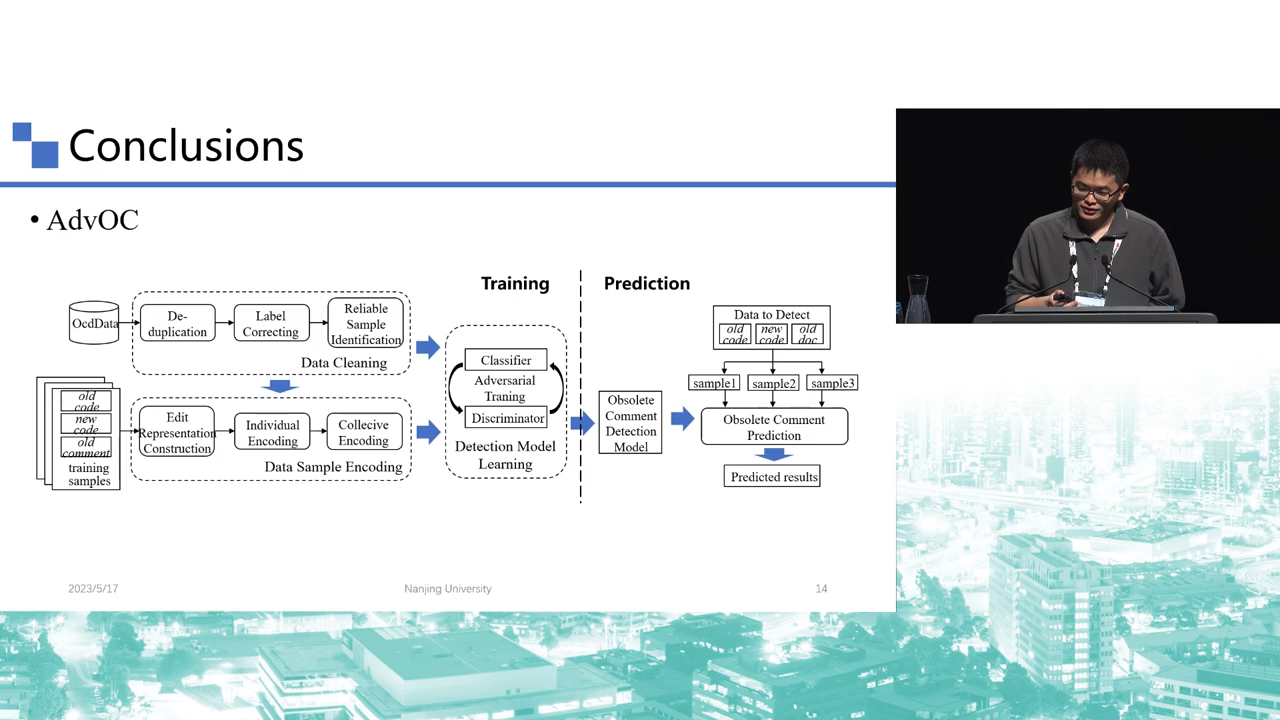 Conclusions
• AdvOC
Training
Prediction
OcdData
De-
duplication
Label
Correcting
Reliable
Sample
Identification
Data Cleaning
old
code
new
code
old
comment
training
samples
Edit
Representation
Construction
Individual
Encoding
Collecive
Encoding
Data Sample Encoding
Classifier
Adversarial
Traning
Discriminator
Detection Model
Learning
Obsolete
Comment
Detection
Model
Data to Detect
old
code
new
code
old
doc
sample1
sample2
sample3
Obsolete Comment
Prediction
Predicted results
2023/5/17
Nanjing University
14